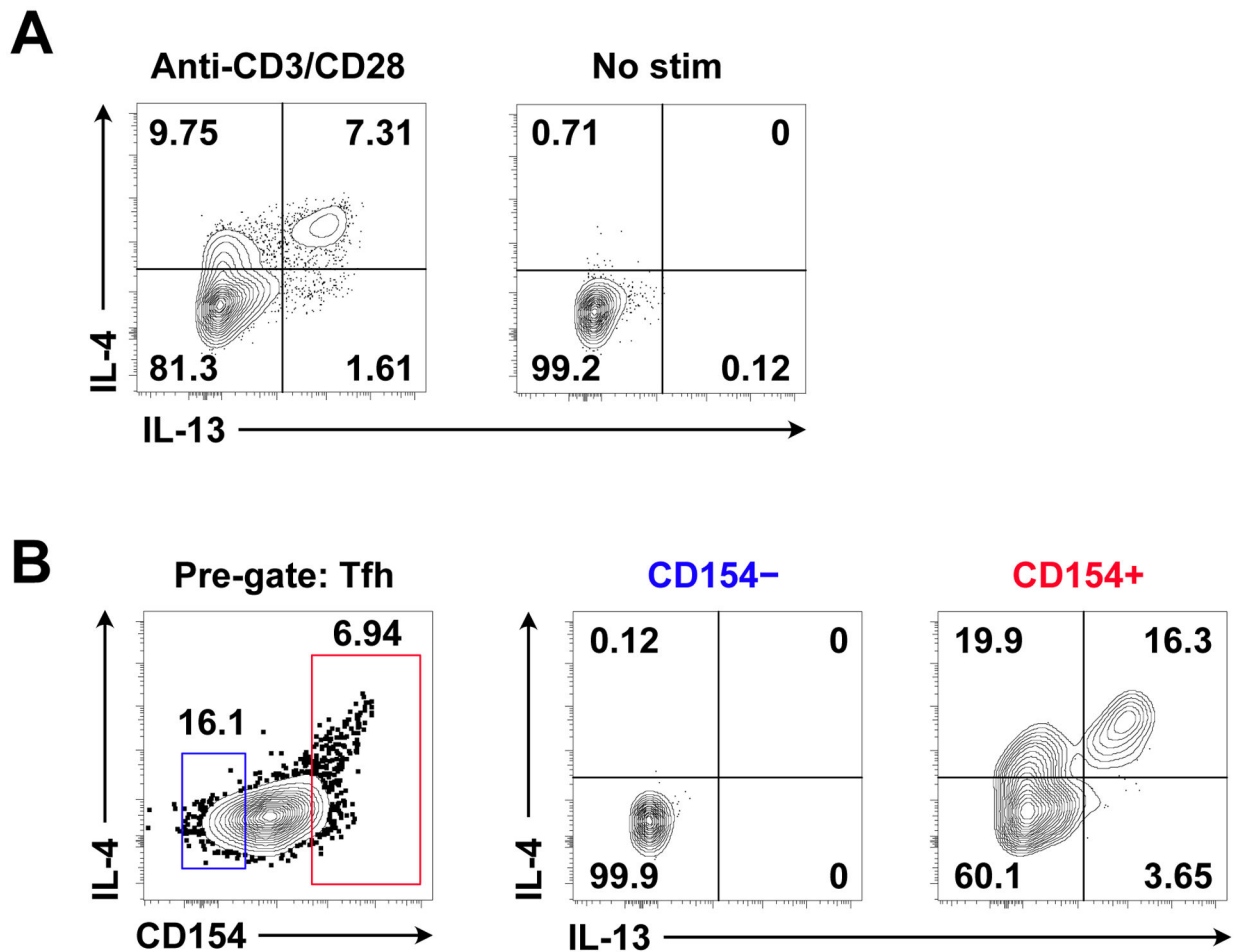 A
Anti-CD3/CD28
No stim
9.75 7.31
0.71 0
IL-4
81.3 1.61
99.2 0.12
IL-13
B
Pre-gate: Tfh
CD154−
CD154+
6.94
16.1
IL-4
CD154
0.12 0
19.9 16.3
IL-4
99.9 0
60.1 3.65
IL-13